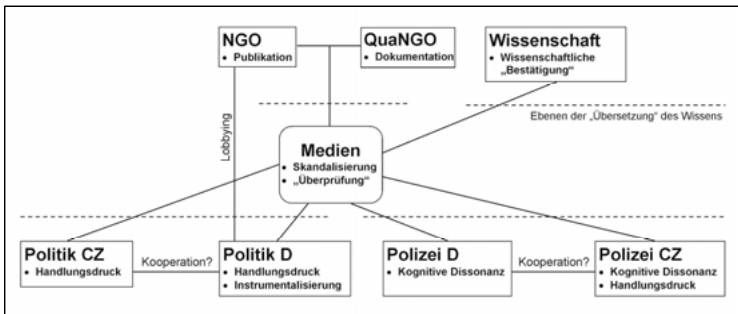 NGO
• Publikation
QuaNGO
• Dokumentation
Wissenschaft
• Wissenschaftliche
„Bestätigung“
Lobbying
Ebenen der „Übersetzung“ des Wissens
Medien
• Skandalisierung
• „Überprüfung“
Politik CZ
• Handlungsdruck
Kooperation?
Politik D
• Handlungsdruck
• Instrumentalisierung
Polizei D
• Kognitive Dissonanz
Kooperation?
Polizei CZ
• Kognitive Dissonanz
• Handlungsdruck